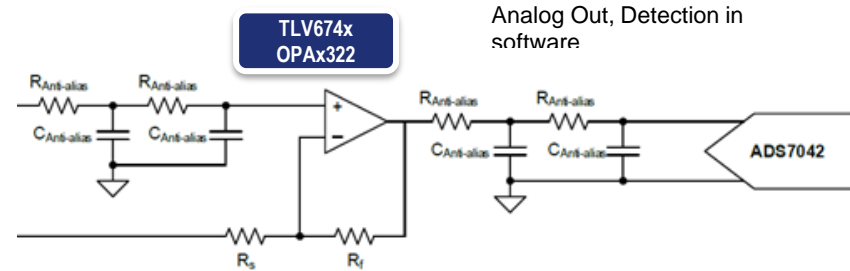 TLV674x
OPAx322
Analog Out, Detection in
software
RAnti-alias
RAnti-alias
CAnti-alias
CAnti-alias
RAnti-alias
RAnti-alias
CAnti-alias
CAnti-alias
+
−
ADS7042
Rs
Rf